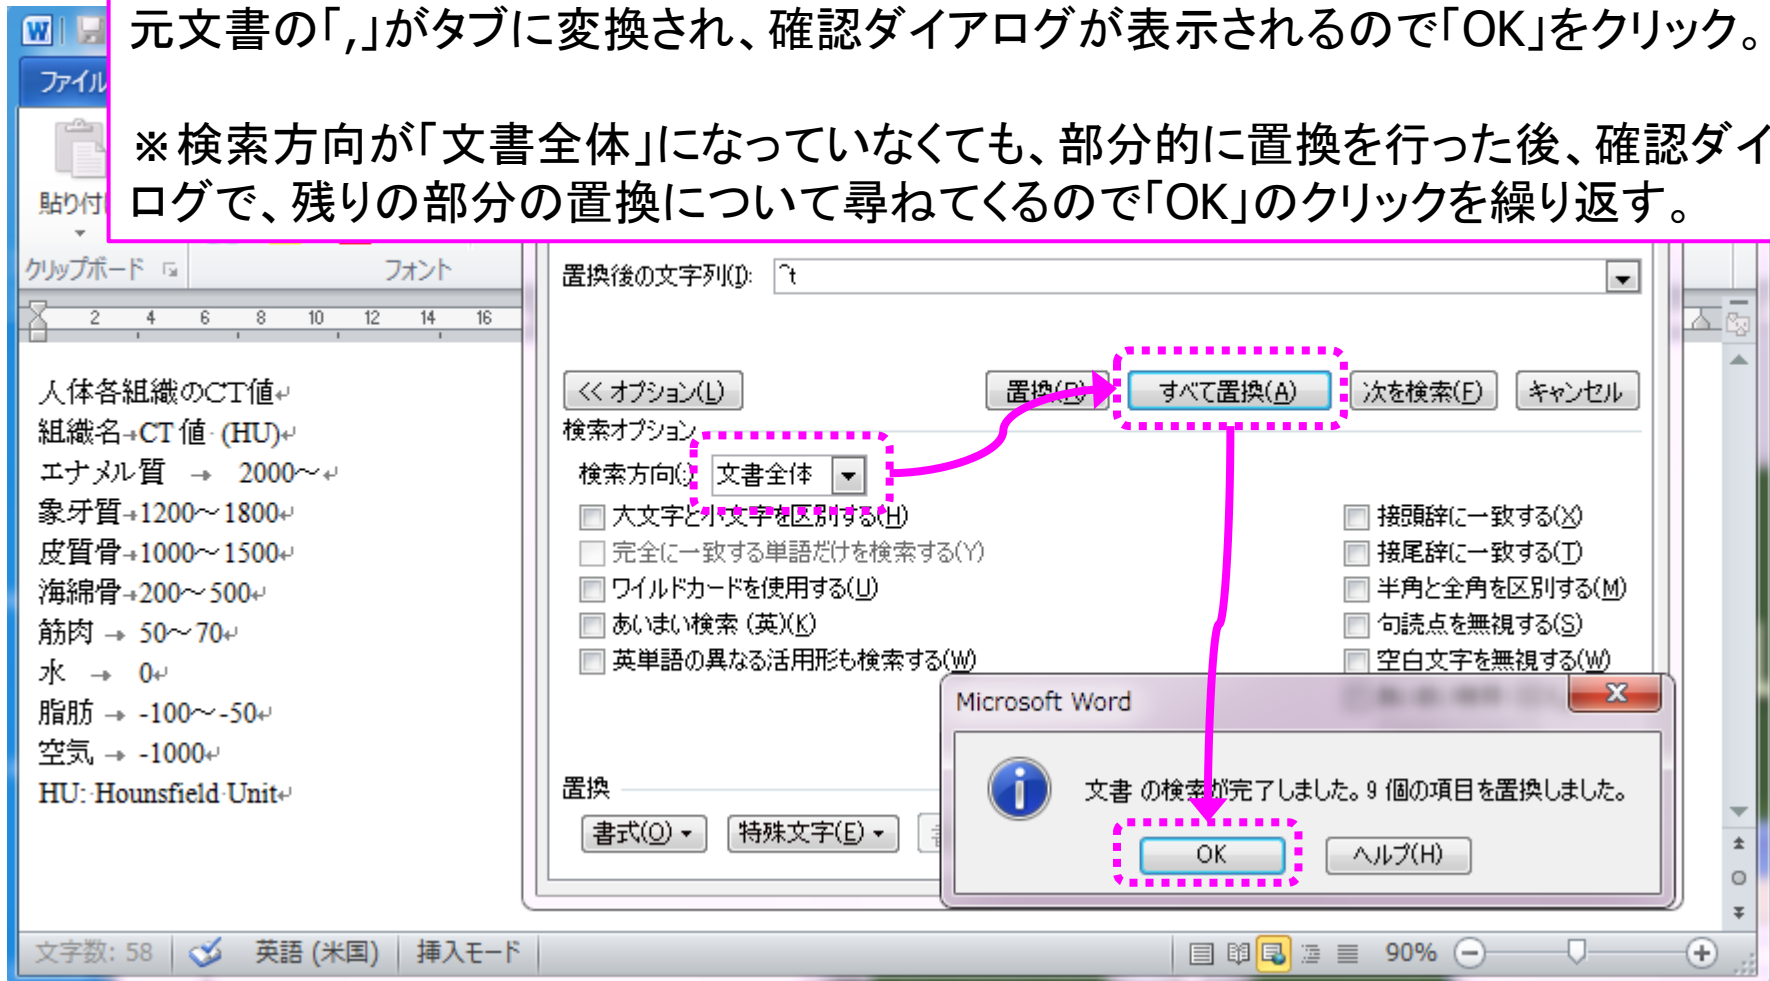 元文書の「,」がタブに変換され、確認ダイアログが表示されるので「OK」をクリック。
※検索方向が「文書全体」になっていなくても、部分的に置換を行った後、確認ダイ
ログで、残りの部分の置換について尋ねてくるので「OK」のクリックを繰り返す。
W
ファイル
貼り付け
クリップボード
フォント
2 4 6 8 10 12 14 16
人体各組織のCT値↵
組織名→CT値 (HU)↵
エナメル質 → 2000～↵
象牙質→1200～1800↵
皮質骨→1000～1500↵
海綿骨→200～500↵
筋肉 → 50～70↵
水 → 0↵
脂肪 → -100～-50↵
空気 → -1000↵
HU: Hounsfield Unit↵
置換後の文字列(I): ^t
<< オプション(L) 置換(R) すべて置換(A) 次を検索(F) キャンセル
検索オプション
検索方向(:) 文書全体
大文字と小文字を区別する(H)
完全に一致する単語だけを検索する(Y)
ワイルドカードを使用する(U)
あいまい検索 (英)(K)
英単語の異なる活用形も検索する(W)
接頭辞に一致する(X)
接尾辞に一致する(T)
半角と全角を区別する(M)
句読点を無視する(S)
空白文字を無視する(W)
置換
書式(O) 特殊文字(E)
Microsoft Word
文書 の検索が完了しました。9 個の項目を置換しました。
OK ヘルプ(H)
文字数: 58 英語 (米国) 挿入モード 90%